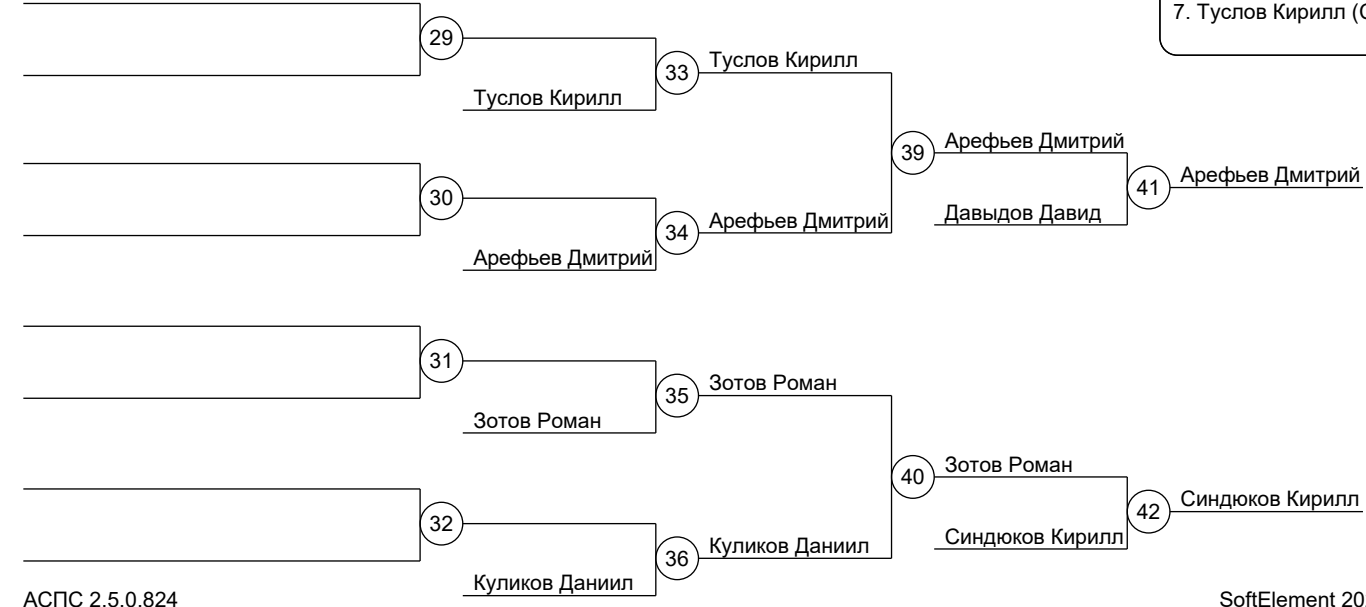 7. Туслов Кирилл (
29
Туслов Кирилл
33
Туслов Кирилл
39
Арефьев Дмитрий
30
Арефьев Дмитрий
34
Арефьев Дмитрий
Давыдов Давид
41
Арефьев Дмитрий
31
Зотов Роман
35
Зотов Роман
40
Зотов Роман
32
Куликов Даниил
36
Куликов Даниил
Синдюков Кирилл
42
Синдюков Кирилл
АСПС 2.5.0.824
SoftElement 20